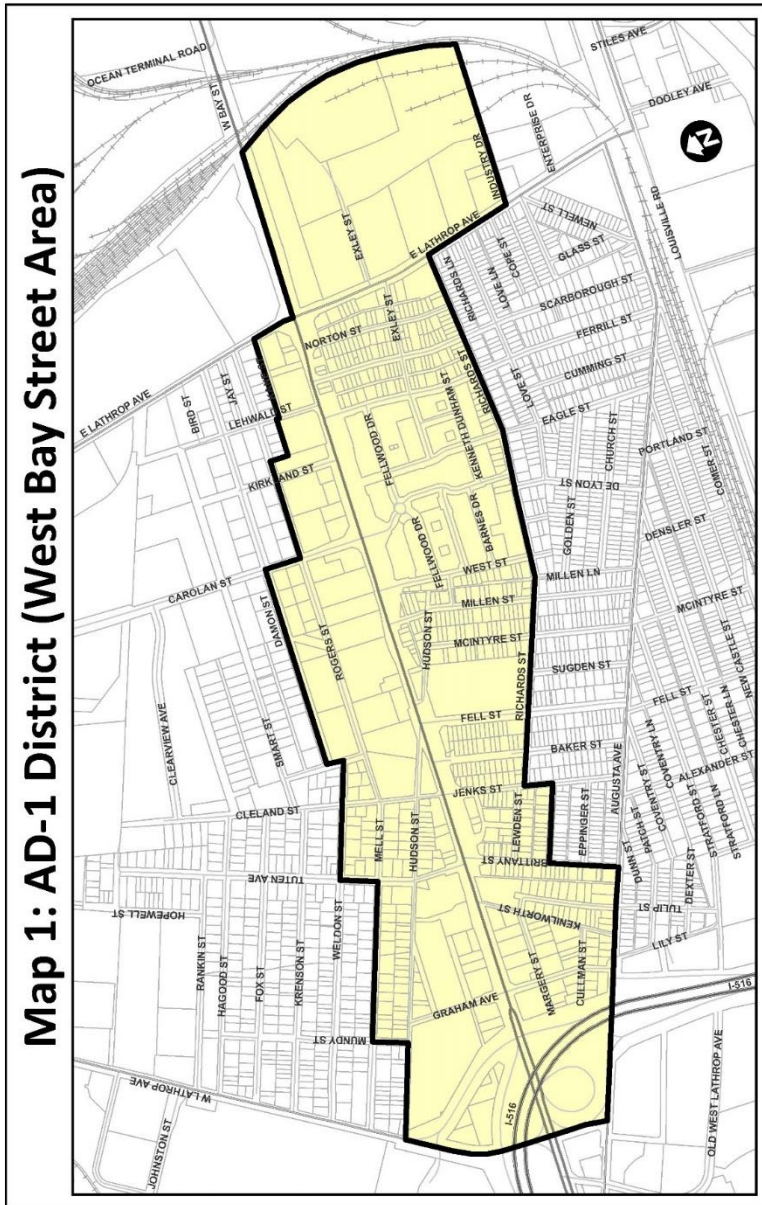 Map 1: AD-1 District (West Bay Street Area)
OCEAN TERMINAL ROAD
W BAY ST
STILES AVE
DOOLEY AVE
ENTERPRISE DR
INDUSTRY DR
N
EXLEY ST
E LATHROP AVE
NEWELL ST
LOUISVILLE RD
GLASS ST
COPE ST
LOVE LN
RICHARDS LN
SCARBOROUGH ST
FERRILL ST
CUMMING ST
LOVE ST
EAGLE ST
NORTON ST
EXLEY ST
RICHARDS ST
KENNETH DUNHAM ST
E LATHROP AVE
JAY ST
BIRD ST
LEHWALD ST
KIRKLAND ST
FELLWOOD DR
BARNES DR
FELLWOOD DR
WEST ST
CHURCH ST
DE LYON ST
GOLDEN ST
PORTLAND ST
COMER ST
DENSLER ST
MILLEN LN
MILLEN ST
MCINTYRE ST
HUDSON ST
CAROLAN ST
DAMON ST
ROGERS ST
MCINTYRE ST
NEW CASTLE ST
SUGDEN ST
RICHARDS ST
FELL ST
FELL ST
CHESTER LN
CHESTER ST
COVENTRY LN
ALEXANDER ST
BAKER ST
AUGUSTA AVE
COVENTRY ST
STRATFORD ST
STRATFORD LN
PATCH ST
DUNN ST
CLEARVIEW AVE
SMART ST
CLELAND ST
JENKS ST
MELL ST
HUDSON ST
LEWDEN ST
EPPINGER ST
BRITTANY ST
DEXTER ST
TULIP ST
LILY ST
TUTEN AVE
HOPEWELL ST
RANKIN ST
HAGOOD ST
FOX ST
KRENSON ST
WELDON ST
KENILWORTH ST
MARGERY ST
CULLMAN ST
GRAHAM AVE
MUNDY ST
W LATHROP AVE
JOHNSTON ST
I-516
I-516
OLD WEST LATHROP AVE